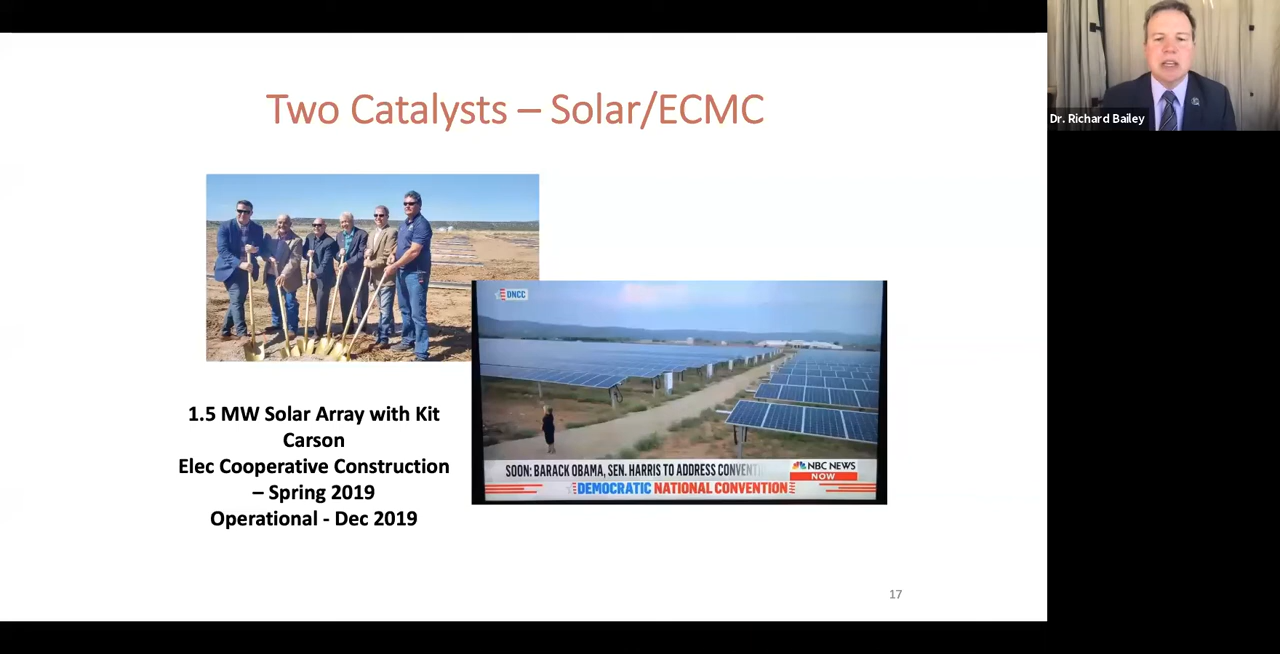 Two Catalysts – Solar/ECMC
Dr. Richard Bailey
DNCC
1.5 MW Solar Array with Kit
Carson
Elec Cooperative Construction
– Spring 2019
Operational - Dec 2019
SOON: BARACK OBAMA, SEN. HARRIS TO ADDRESS CONVENT
NBC NEWS
NOW
DEMOCRATIC NATIONAL CONVENTION
17